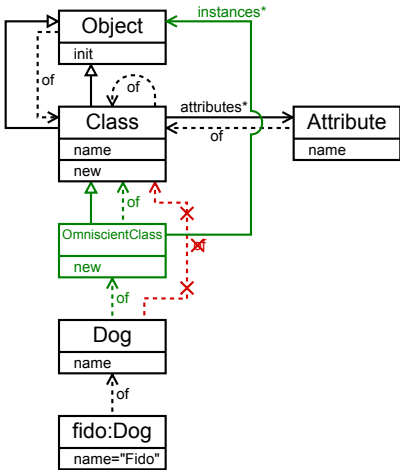 instances*
Object
init
of
of
Class
attributes*
Attribute
of
name
name
new
of
OmniscientClass
of
new
of
Dog
name
of
fido:Dog
name="Fido"